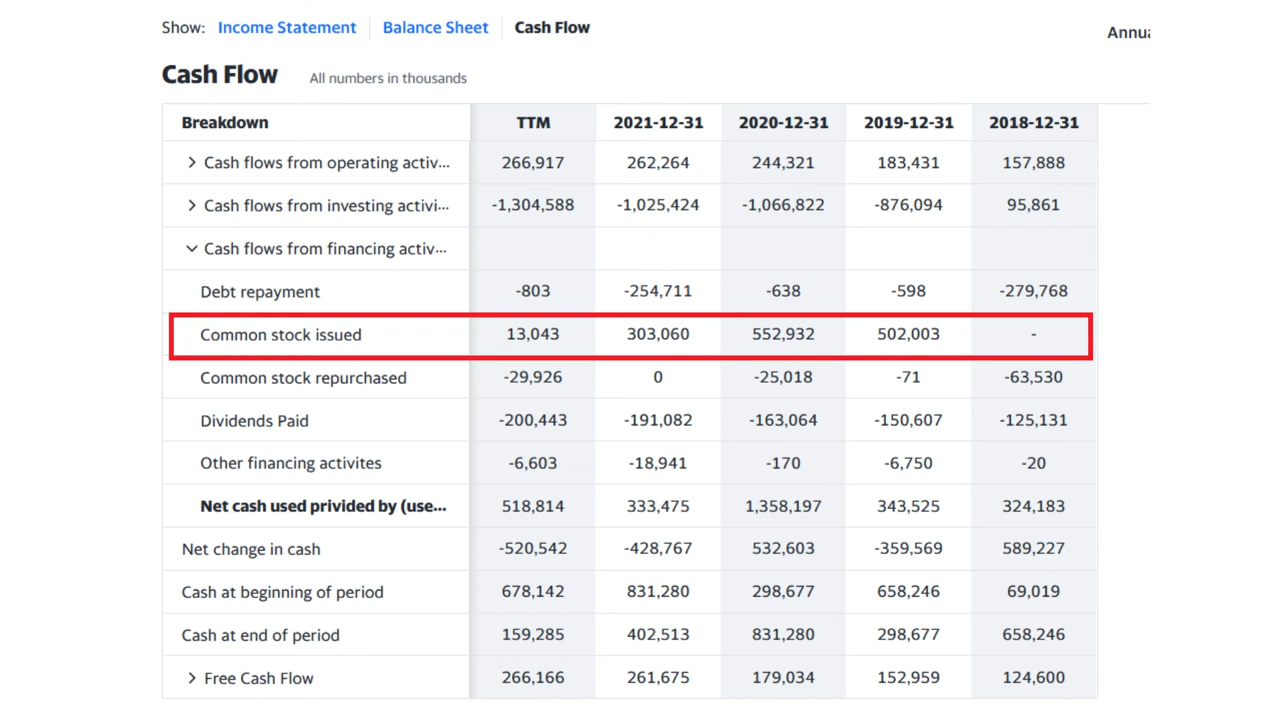 Show: Income Statement Balance Sheet Cash Flow Annua
Cash Flow All numbers in thousands
Breakdown TTM 2021-12-31 2020-12-31 2019-12-31 2018-12-31
Cash flows from operating activ... 266,917 262,264 244,321 183,431 157,888
Cash flows from investing activi... -1,304,588 -1,025,424 -1,066,822 -876,094 95,861
Cash flows from financing activ...
Debt repayment -803 -254,711 -638 -598 -279,768
Common stock issued 13,043 303,060 552,932 502,003 -
Common stock repurchased -29,926 0 -25,018 -71 -63,530
Dividends Paid -200,443 -191,082 -163,064 -150,607 -125,131
Other financing activites -6,603 -18,941 -170 -6,750 -20
Net cash used privided by (use... 518,814 333,475 1,358,197 343,525 324,183
Net change in cash -520,542 -428,767 532,603 -359,569 589,227
Cash at beginning of period 678,142 831,280 298,677 658,246 69,019
Cash at end of period 159,285 402,513 831,280 298,677 658,246
Free Cash Flow 266,166 261,675 179,034 152,959 124,600